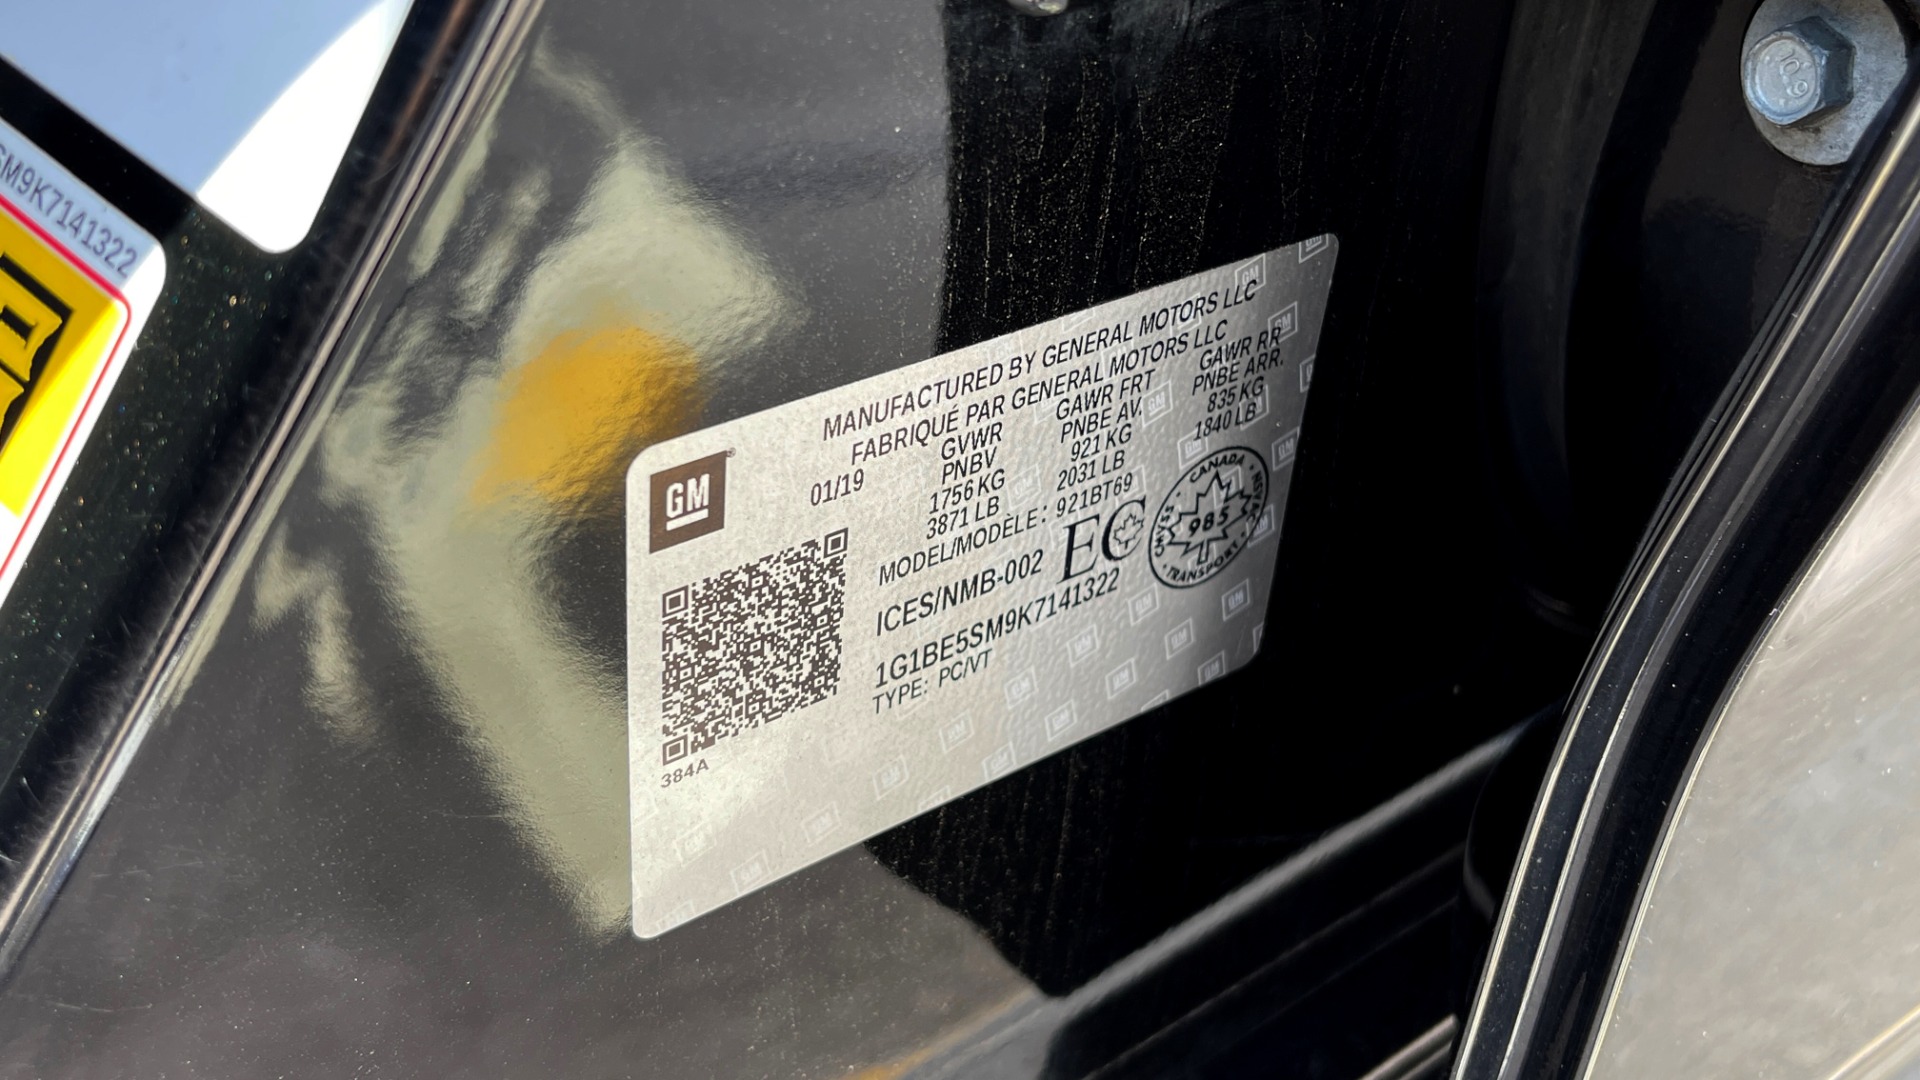 SM9K7141322
10.9
MANUFACTURED BY GENERAL MOTORS LLC
FABRIQUÉ PAR GENERAL MOTORS LLC
01/19 GVWR GAWR FRT GAWR RR
PNBV PNBE AV. PNBE ARR.
1756 KG 921 KG 835 KG
3871 LB 2031 LB 1840 LB
MODEL/MODÈLE: 921BT69
ICES/NMB-002 EC
1G1BE5SM9K7141322
TYPE: PC/VT
GM
384A
CANADA
985
TRANSPORT